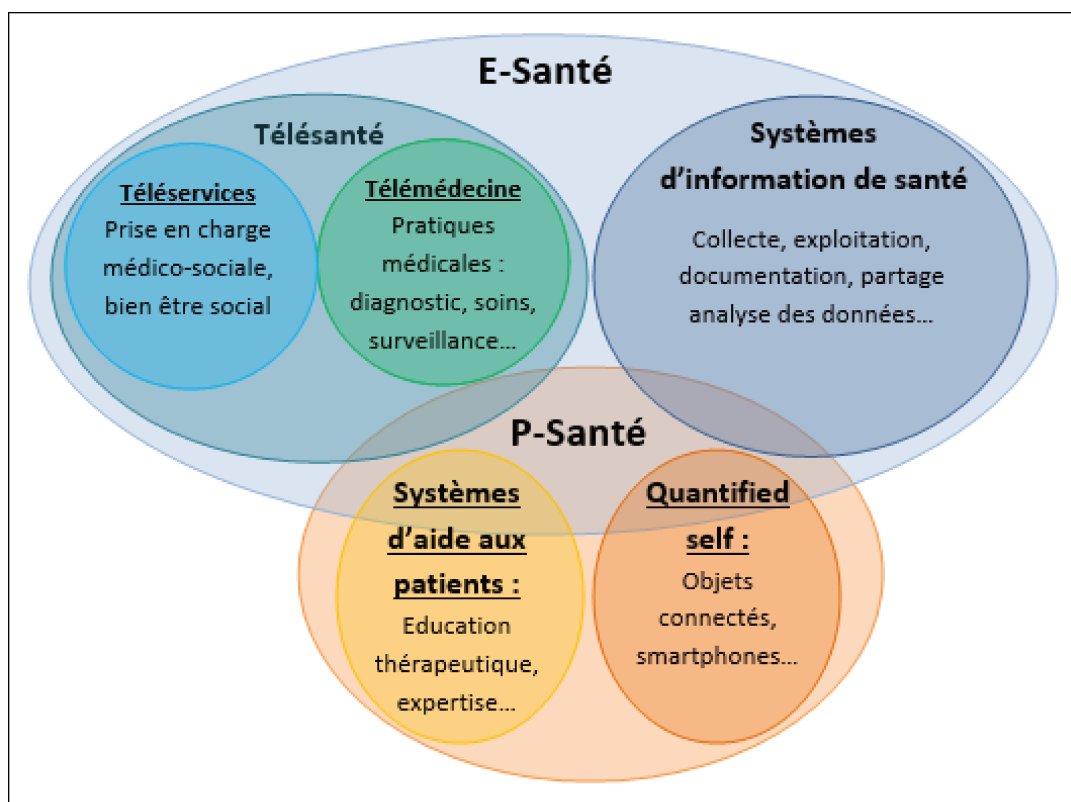 E-Santé
Télésanté
Téléservices
Prise en charge
médico-sociale,
bien être social
Télémédecine
Pratiques
médicales :
diagnostic, soins,
surveillance...
Systèmes
d'information de santé
Collecte, exploitation,
documentation, partage
analyse des données...
P-Santé
Systèmes
d'aide aux
patients :
Education
thérapeutique,
expertise...
Quantified
self :
Objets
connectés,
smartphones...